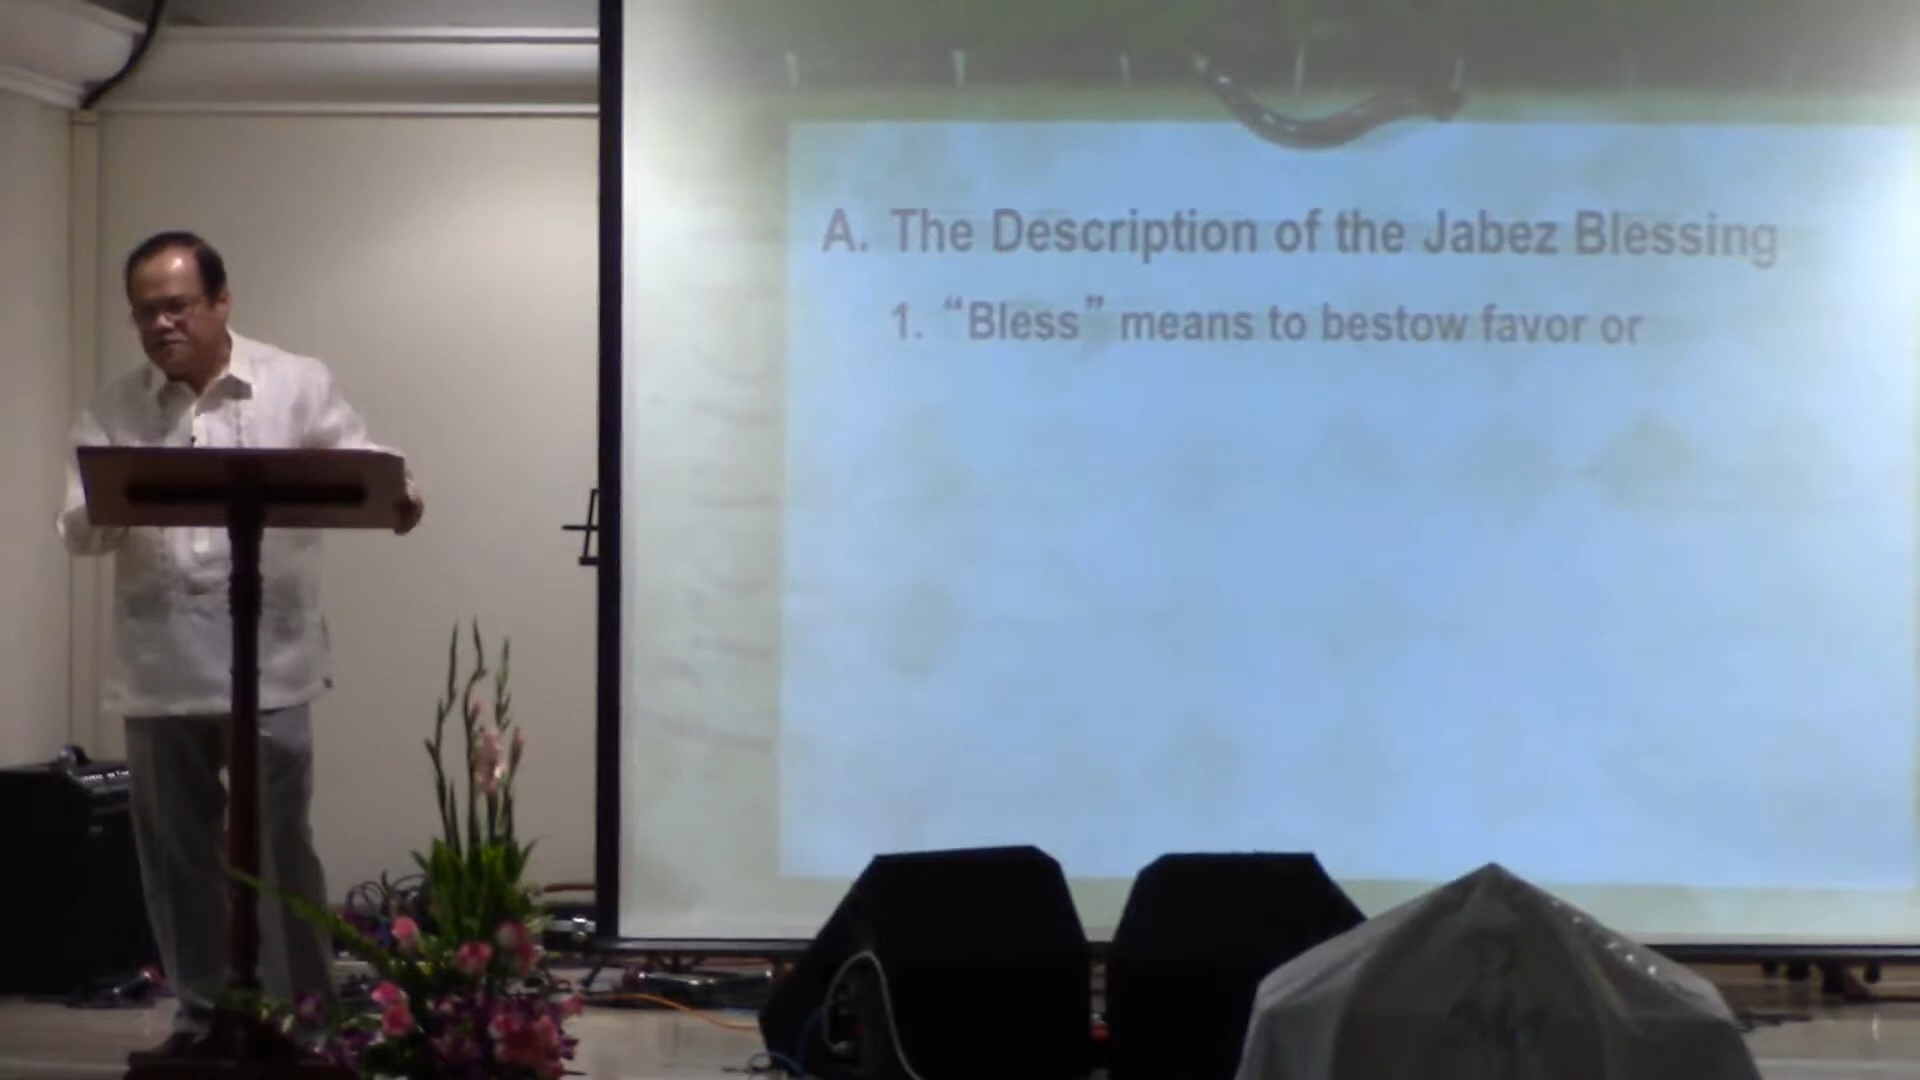 A. The Description of the Jabez Blessing
1. “Bless” means to bestow favor or